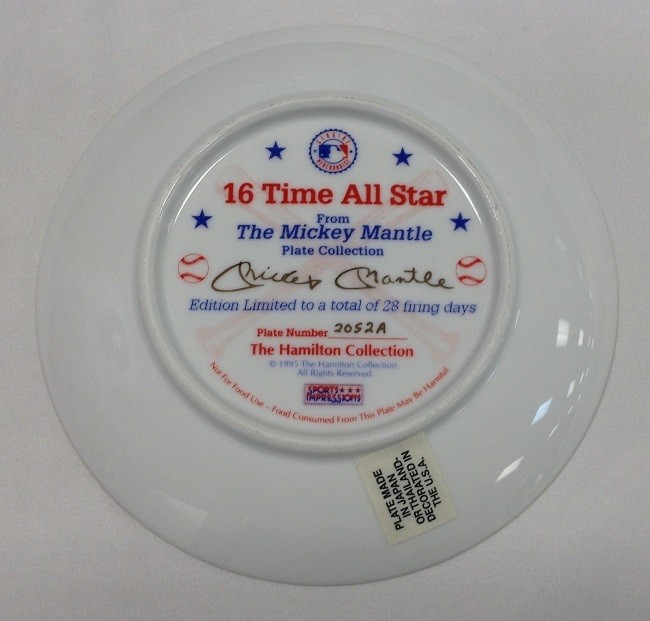 GENUINE
MERCHANDISE
16 Time All Star
From
The Mickey Mantle
Plate Collection
Mickey Mantle
Edition Limited to a total of 28 firing days
Plate Number 2052A
The Hamilton Collection
© 1995 The Hamilton Collection
All Rights Reserved.
SPORTS
IMPRESSIONS
Not For Food Use – Food Consumed From This Plate May Be Harmful.
PLATE MADE
IN JAPAN
OR THAILAND.
DECORATED IN
THE U.S.A.